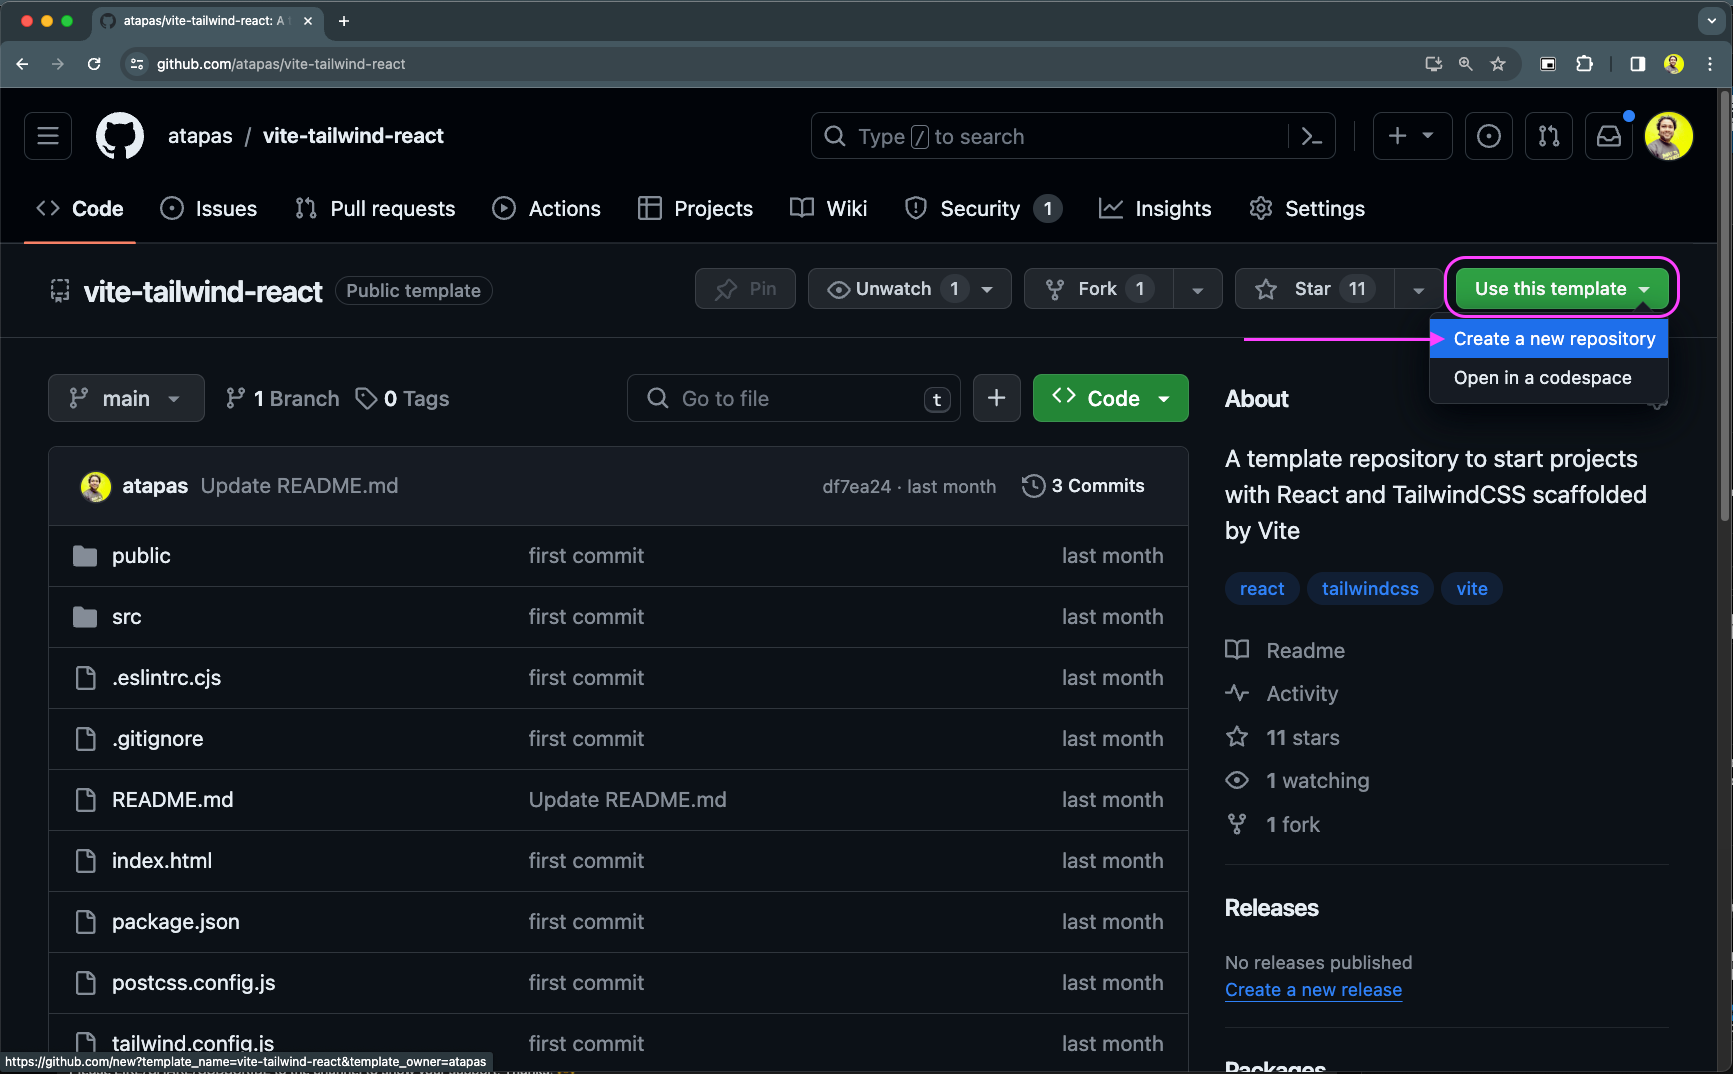 atapas/vite-tailwind-react: A
github.com/atapas/vite-tailwind-react
atapas / vite-tailwind-react
Type / to search
Code
Issues
Pull requests
Actions
Projects
Wiki
Security 1
Insights
Settings
vite-tailwind-react
Public template
Pin
Unwatch 1
Fork 1
Star 11
Use this template
Create a new repository
Open in a codespace
main
1 Branch
0 Tags
Go to file
t
Code
atapas Update README.md
df7ea24 · last month
3 Commits
public first commit last month
src first commit last month
.eslintrc.cjs first commit last month
.gitignore first commit last month
README.md Update README.md last month
index.html first commit last month
package.json first commit last month
postcss.config.js first commit last month
tailwind.config.js first commit last month
About
A template repository to start projects
with React and TailwindCSS scaffolded
by Vite
react tailwindcss vite
Readme
Activity
11 stars
1 watching
1 fork
Releases
No releases published
Create a new release
Packages
https://github.com/new?template_name=vite-tailwind-react&template_owner=atapas